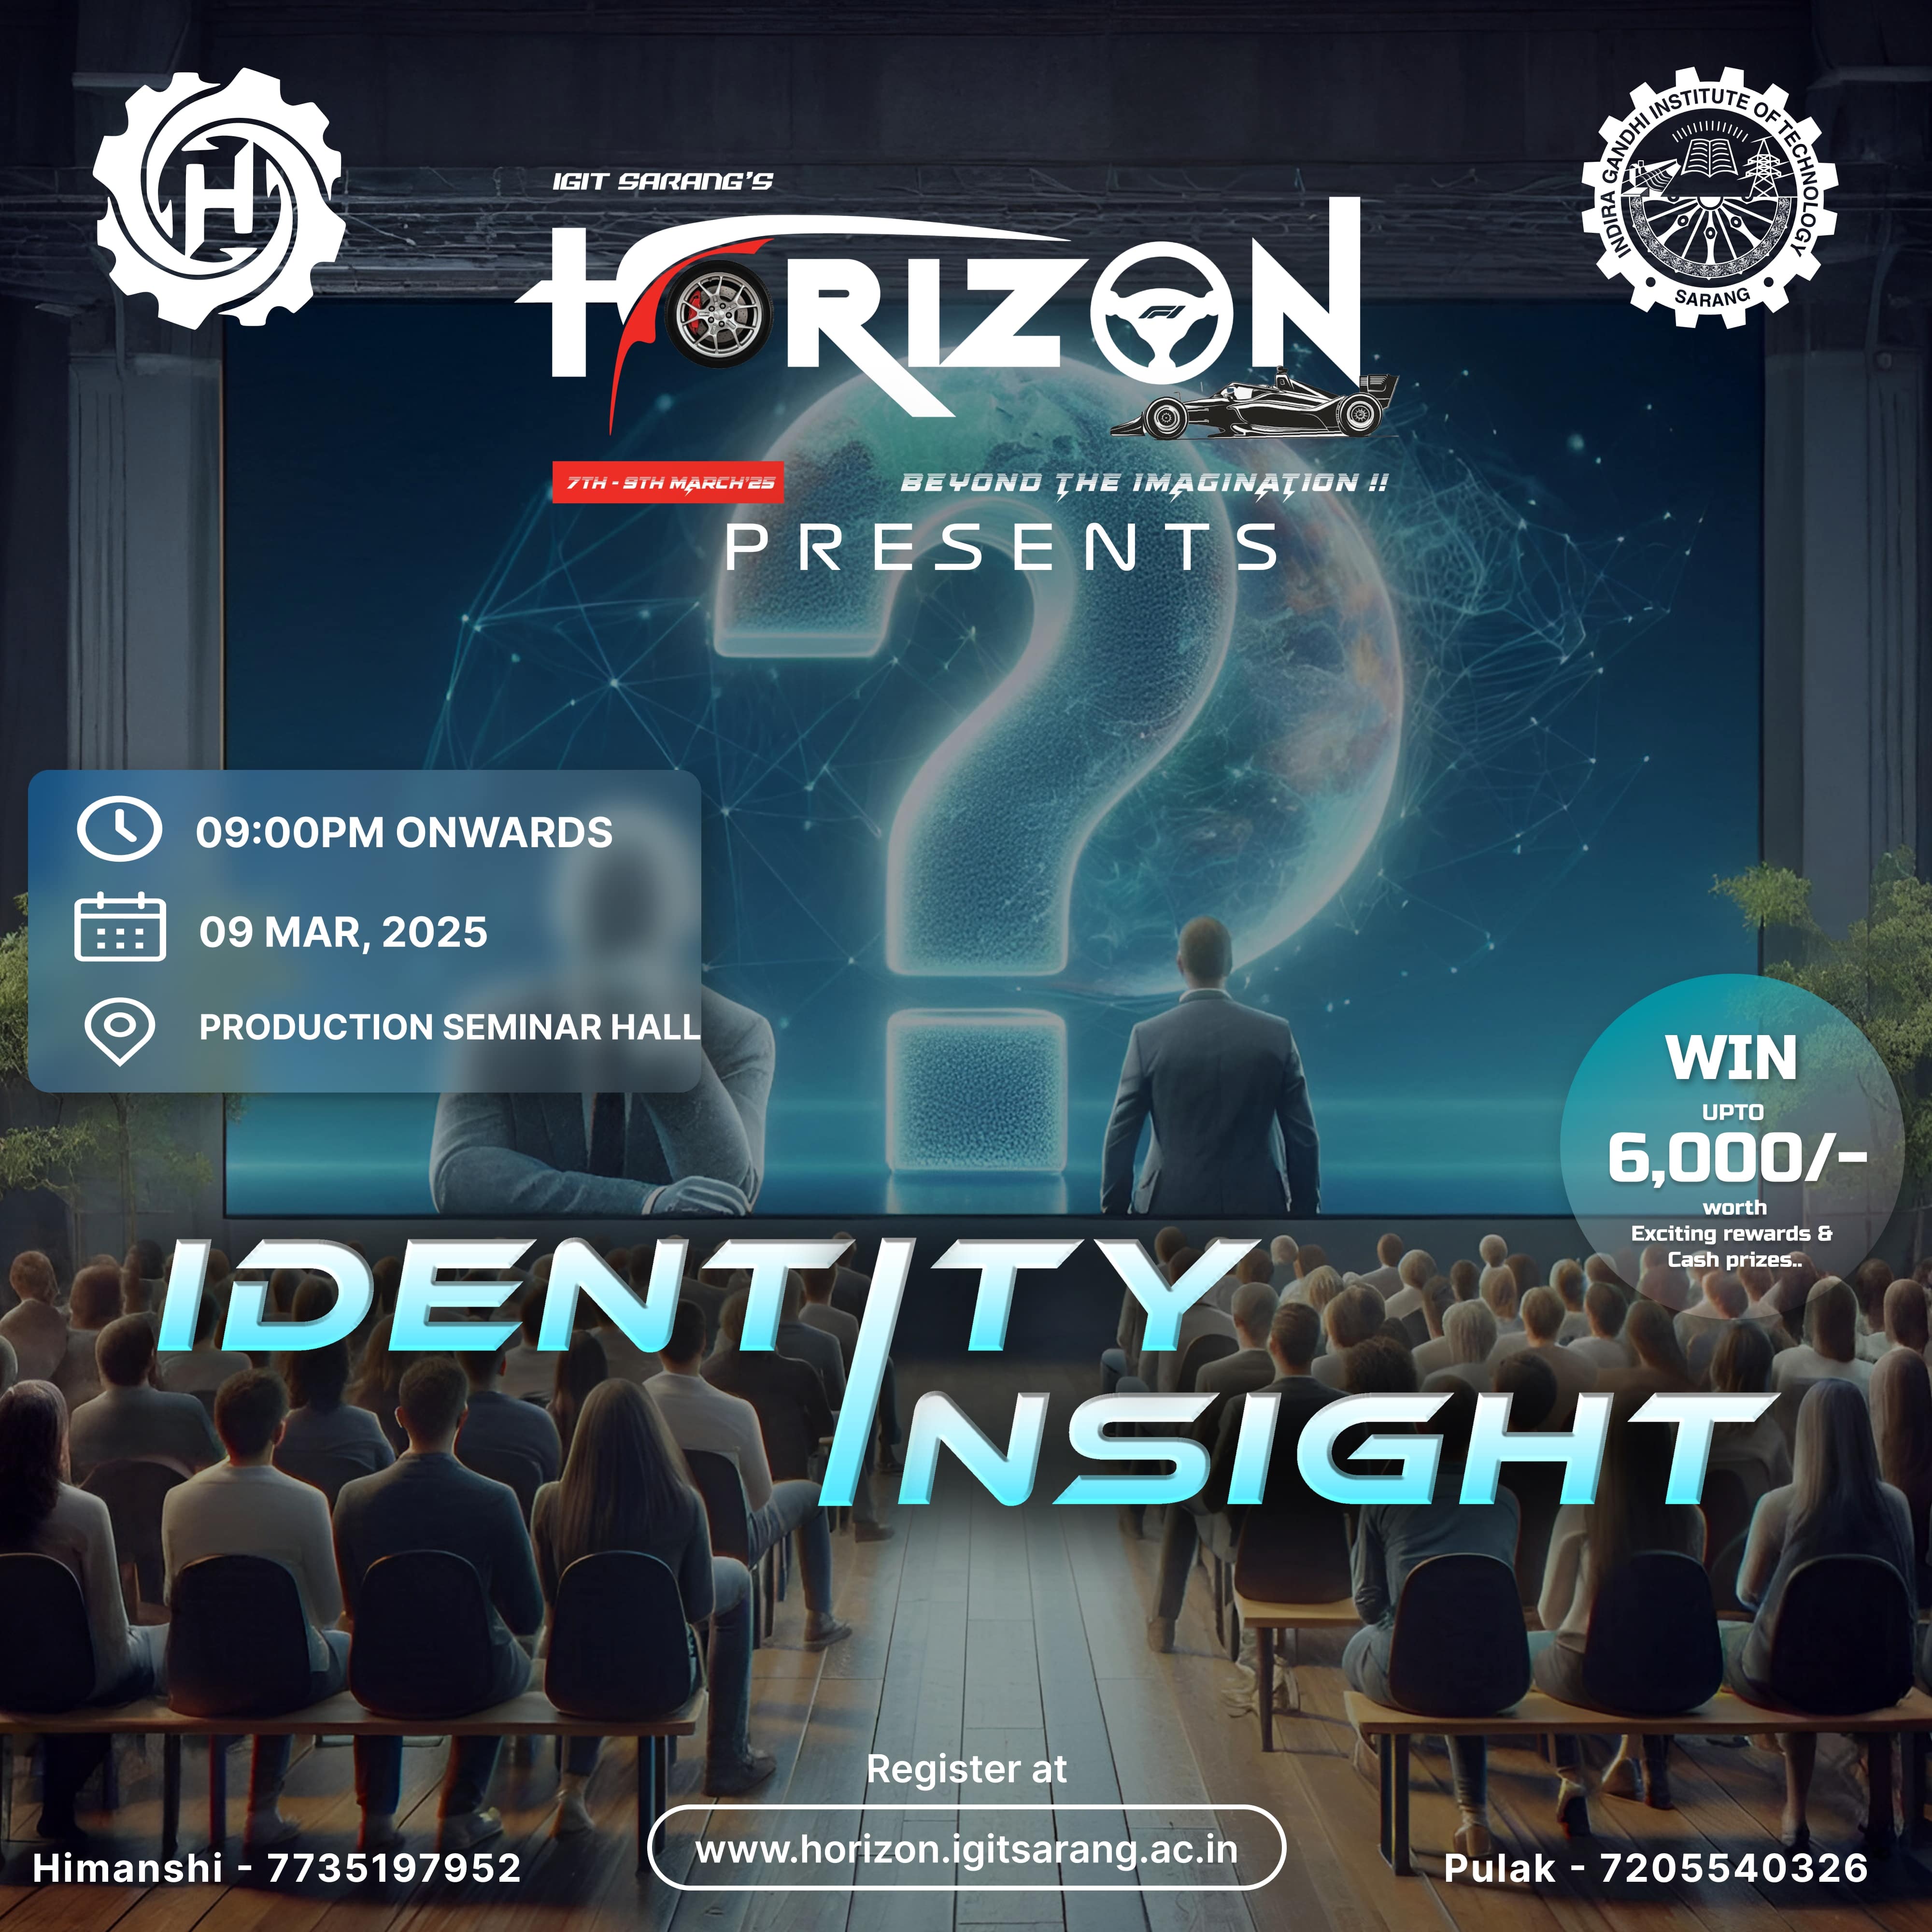 H
INDIRA GANDHI INSTITUTE OF TECHNOLOGY
SARANG
IGIT SARANG'S
HORIZON
7TH - 9TH MARCH'25
BEYOND THE IMAGINATION !!
PRESENTS
09:00PM ONWARDS
09 MAR, 2025
PRODUCTION SEMINAR HALL
WIN
UPTO
6,000/-
worth
Exciting rewards &
Cash prizes..
IDENTITY
INSIGHT
Register at
www.horizon.igitsarang.ac.in
Himanshi - 7735197952
Pulak - 7205540326